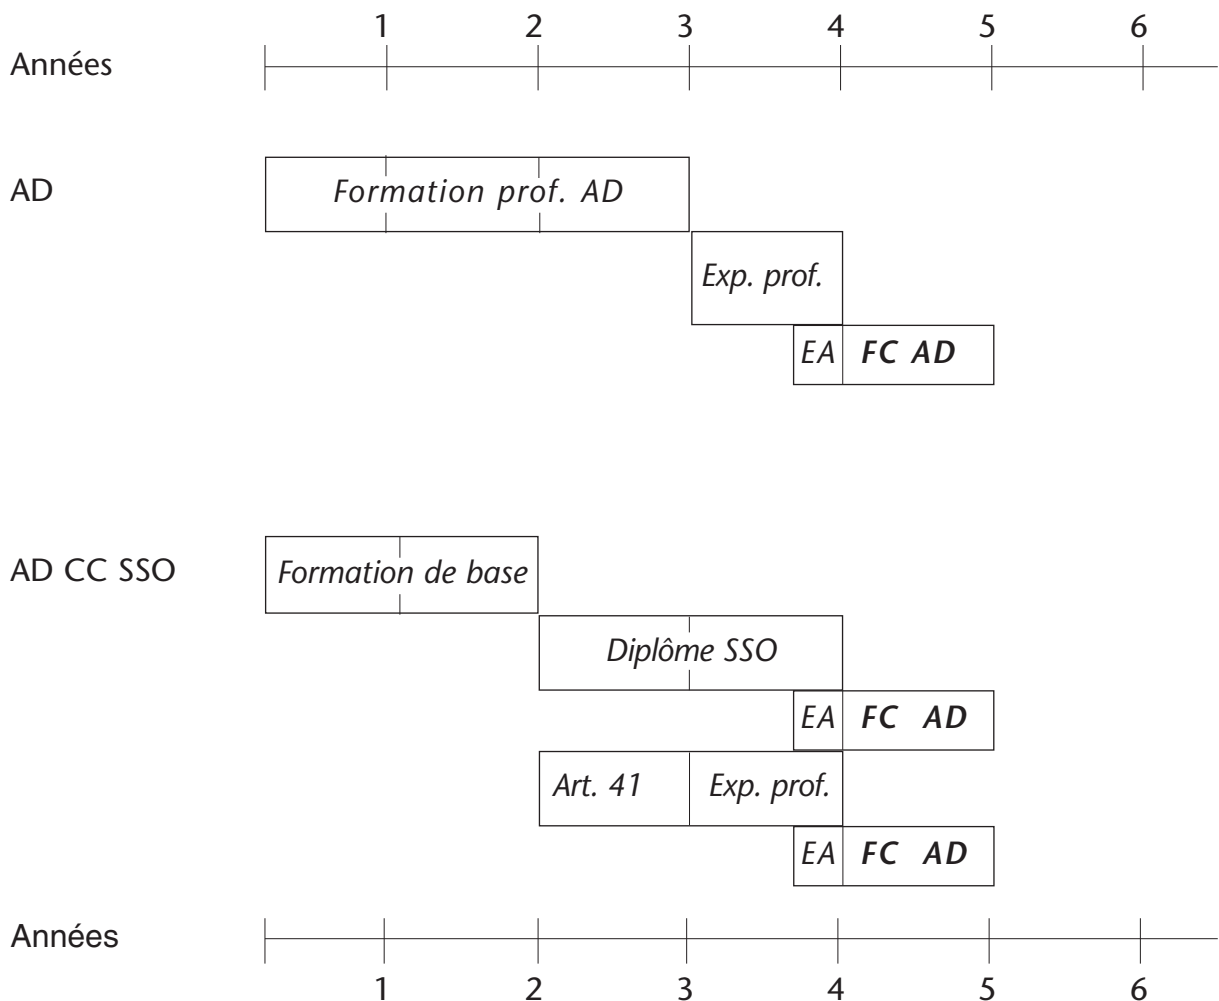 1 2 3 4 5 6
Années
AD
Formation prof. AD
Exp. prof.
EA FC AD
AD CC SSO
Formation de base
Diplôme SSO
EA FC AD
Art. 41 Exp. prof.
EA FC AD
Années
1 2 3 4 5 6